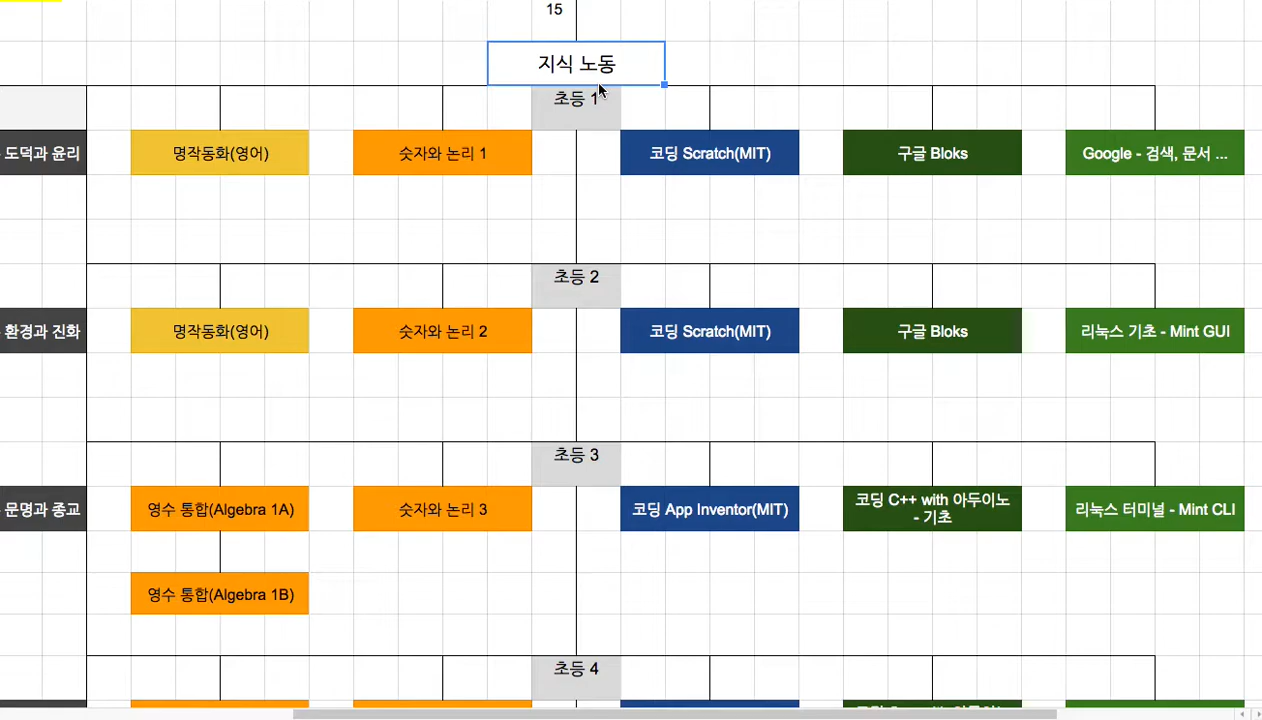 15
지식 노동
초등 1
도덕과 윤리
명작동화(영어)
숫자와 논리 1
코딩 Scratch(MIT)
구글 Bloks
Google - 검색, 문서 ...
초등 2
환경과 진화
명작동화(영어)
숫자와 논리 2
코딩 Scratch(MIT)
구글 Bloks
리눅스 기초 - Mint GUI
초등 3
문명과 종교
영수 통합(Algebra 1A)
숫자와 논리 3
코딩 App Inventor(MIT)
코딩 C++ with 아두이노
- 기초
리눅스 터미널 - Mint CLI
영수 통합(Algebra 1B)
초등 4